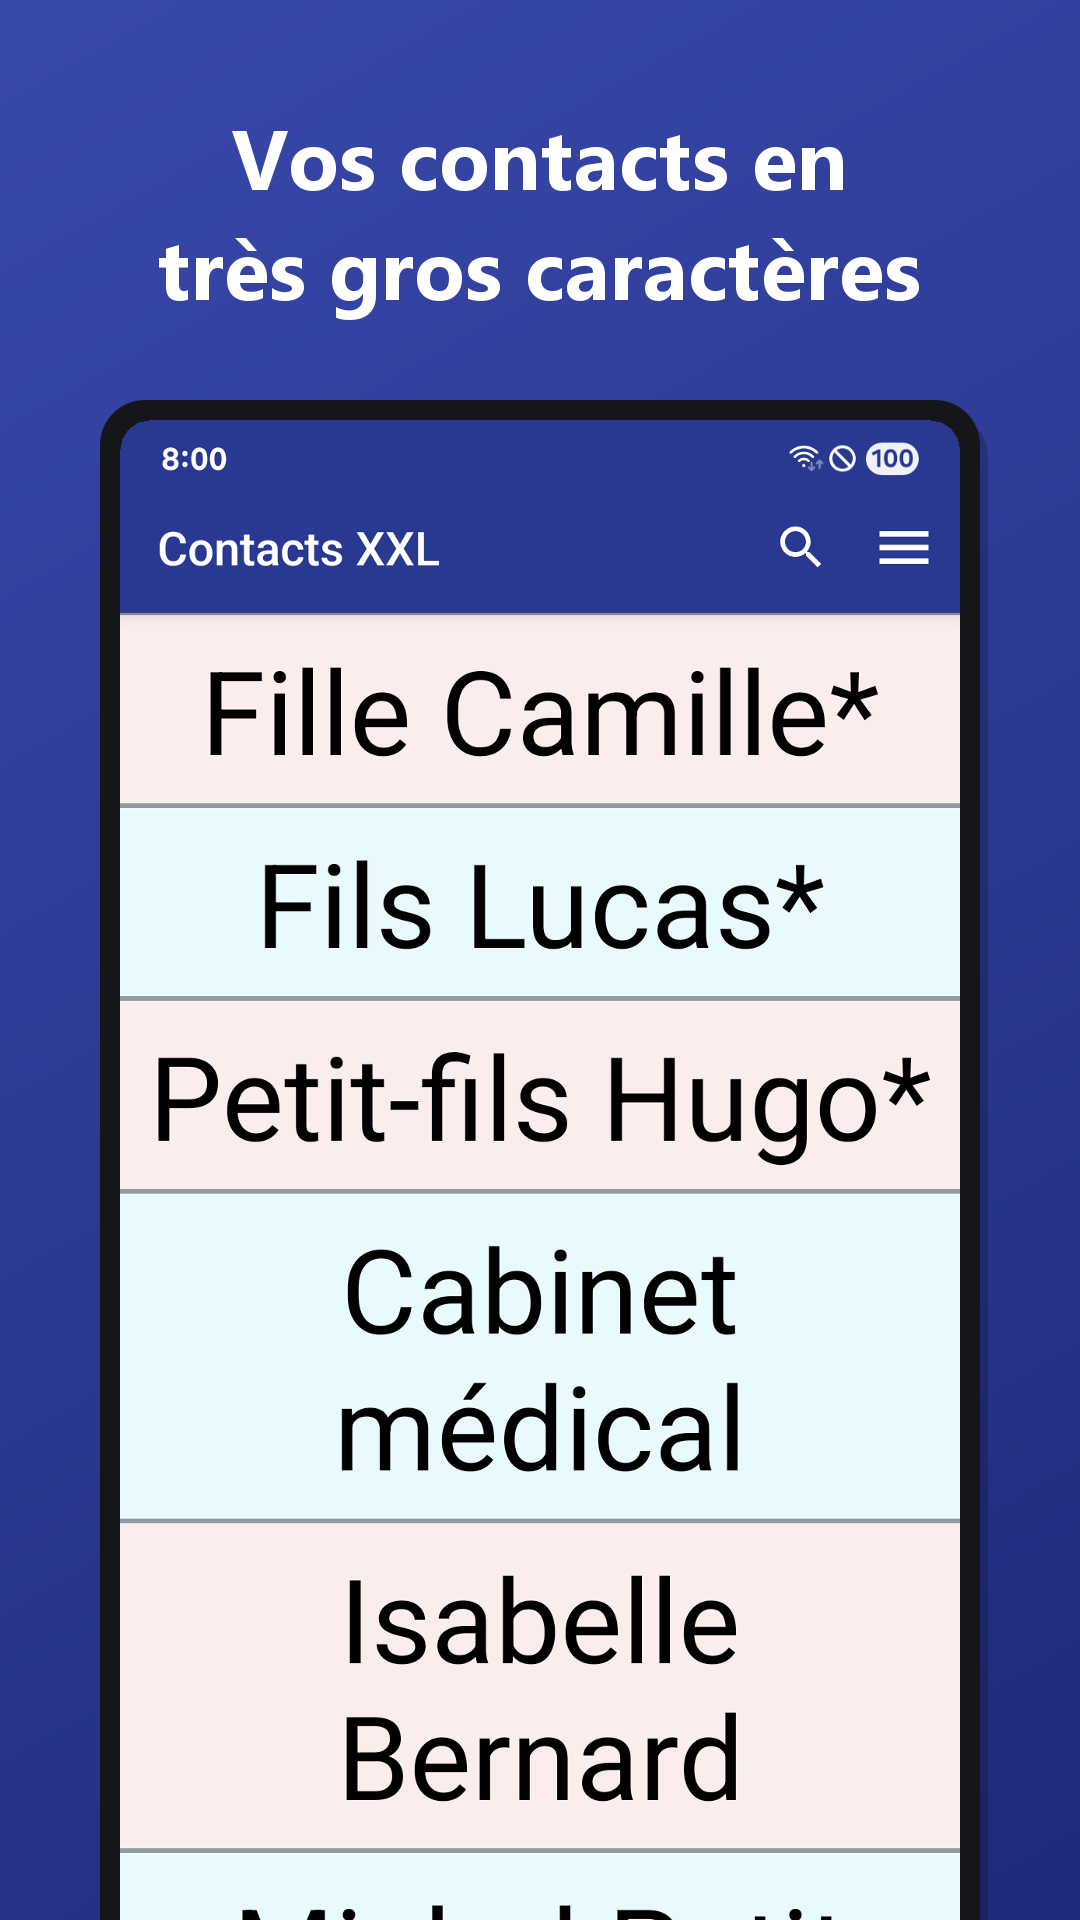 Vos contacts en
très gros caractères
8:00
100
Contacts XXL
Fille Camille*
Fils Lucas*
Petit-fils Hugo*
Cabinet
médical
Isabelle
Bernard